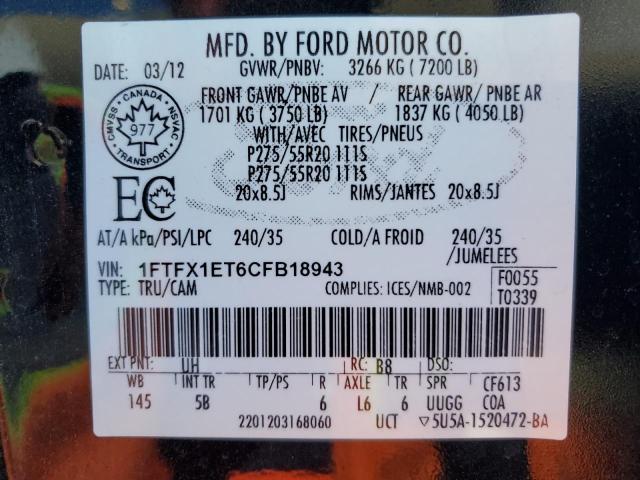 MFD. BY FORD MOTOR CO.
DATE: 03/12 GVWR/PNBV: 3266 KG ( 7200 LB)
FRONT GAWR/PNBE AV / REAR GAWR/ PNBE AR
1701 KG ( 3750 LB) 1837 KG ( 4050 LB)
WITH/AVEC TIRES/PNEUS
P275/55R20 111S
P275/55R20 111S
20x8.5J RIMS/JANTES 20x8.5J
CANADA
CMVSS NSVAC
977
TRANSPORT
EC
AT/A kPa/PSI/LPC 240/35 COLD/A FROID 240/35
/JUMELEES
VIN: 1FTFX1ET6CFB18943
TYPE: TRU/CAM COMPLIES: ICES/NMB-002
F0055
T0339
EXT PNT: UH RC: B8 DSO:
WB INT TR TP/PS R AXLE TR SPR CF613
145 5B 6 L6 6 UUGG COA
2201203168060 UCT ▽5U5A-1520472-BA